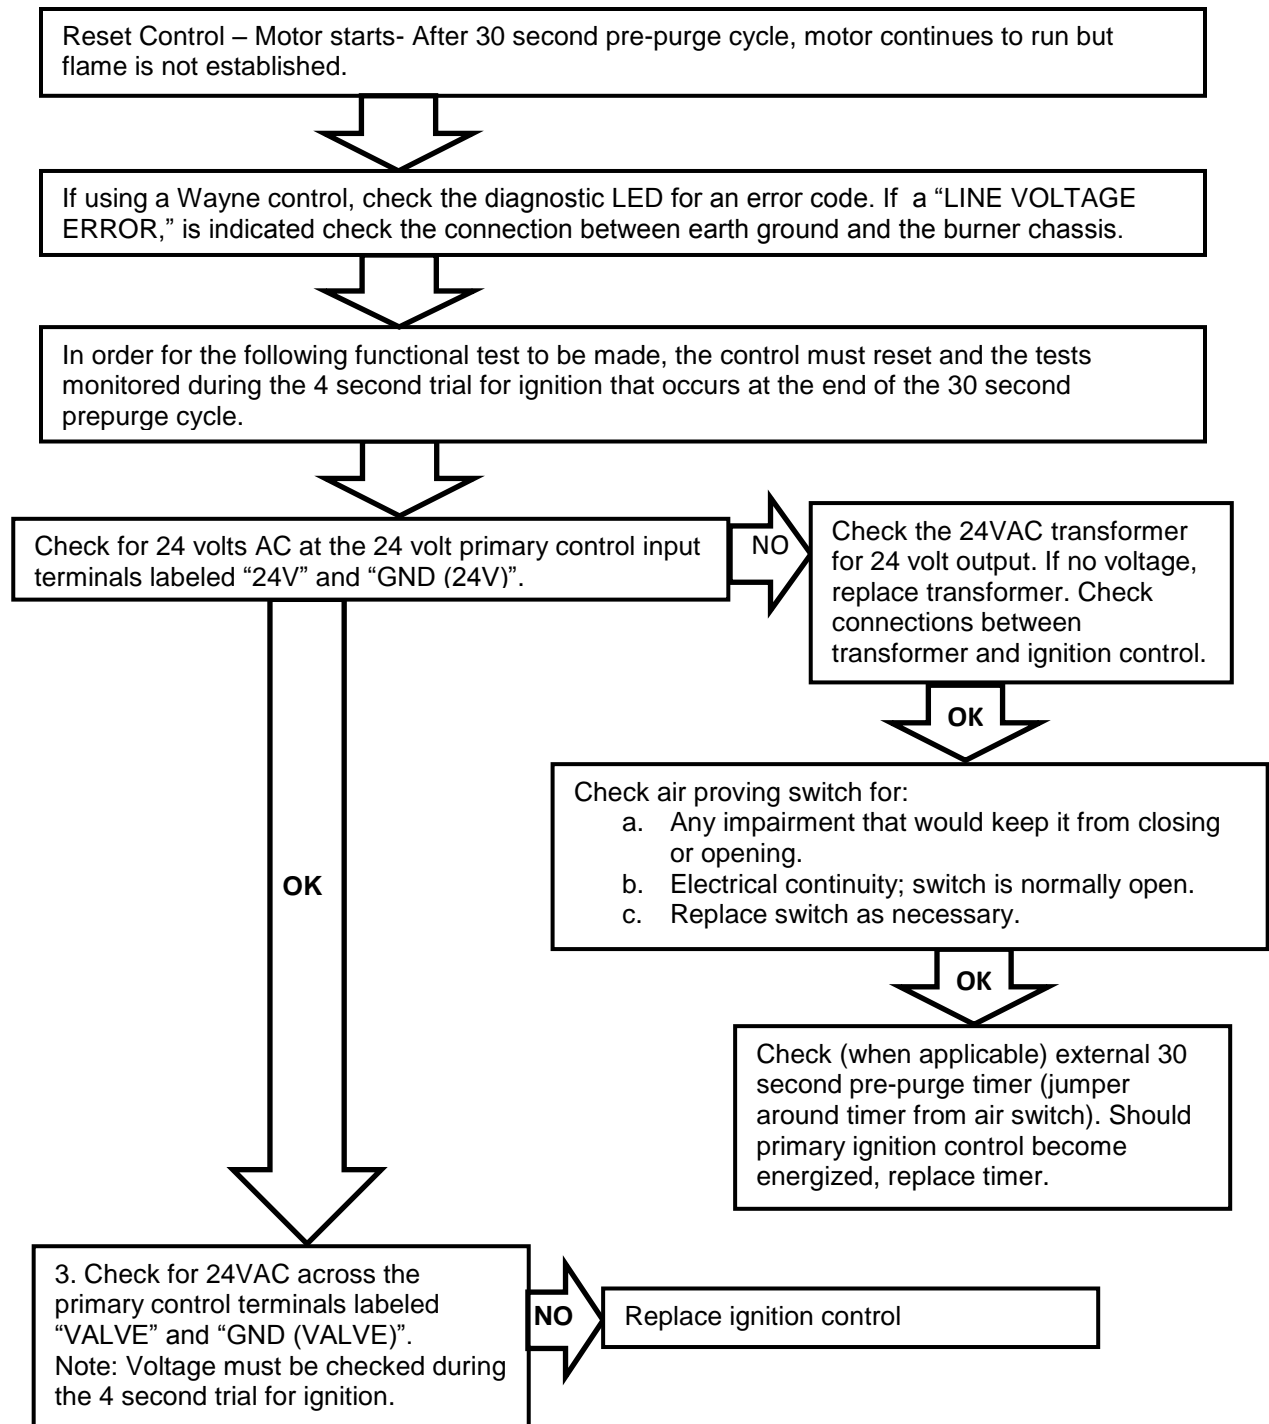 Reset Control – Motor starts- After 30 second pre-purge cycle, motor continues to run but
flame is not established.
If using a Wayne control, check the diagnostic LED for an error code. If  a “LINE VOLTAGE
ERROR,” is indicated check the connection between earth ground and the burner chassis.
In order for the following functional test to be made, the control must reset and the tests
monitored during the 4 second trial for ignition that occurs at the end of the 30 second
prepurge cycle.
Check for 24 volts AC at the 24 volt primary control input
terminals labeled “24V” and “GND (24V)”.
NO
Check the 24VAC transformer
for 24 volt output. If no voltage,
replace transformer. Check
connections between
transformer and ignition control.
OK
Check air proving switch for:
a. Any impairment that would keep it from closing
or opening.
b. Electrical continuity; switch is normally open.
c. Replace switch as necessary.
OK
OK
Check (when applicable) external 30
second pre-purge timer (jumper
around timer from air switch). Should
primary ignition control become
energized, replace timer.
3. Check for 24VAC across the
primary control terminals labeled
“VALVE” and “GND (VALVE)”.
Note: Voltage must be checked during
the 4 second trial for ignition.
NO
Replace ignition control